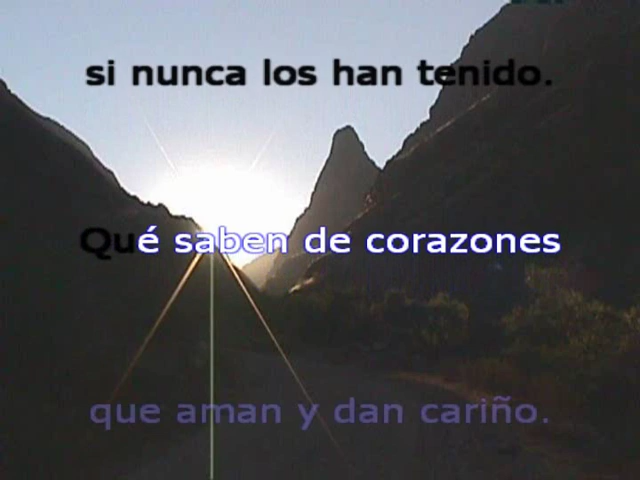 si nunca los han tenido.
Qué saben de corazones
que aman y dan cariño.